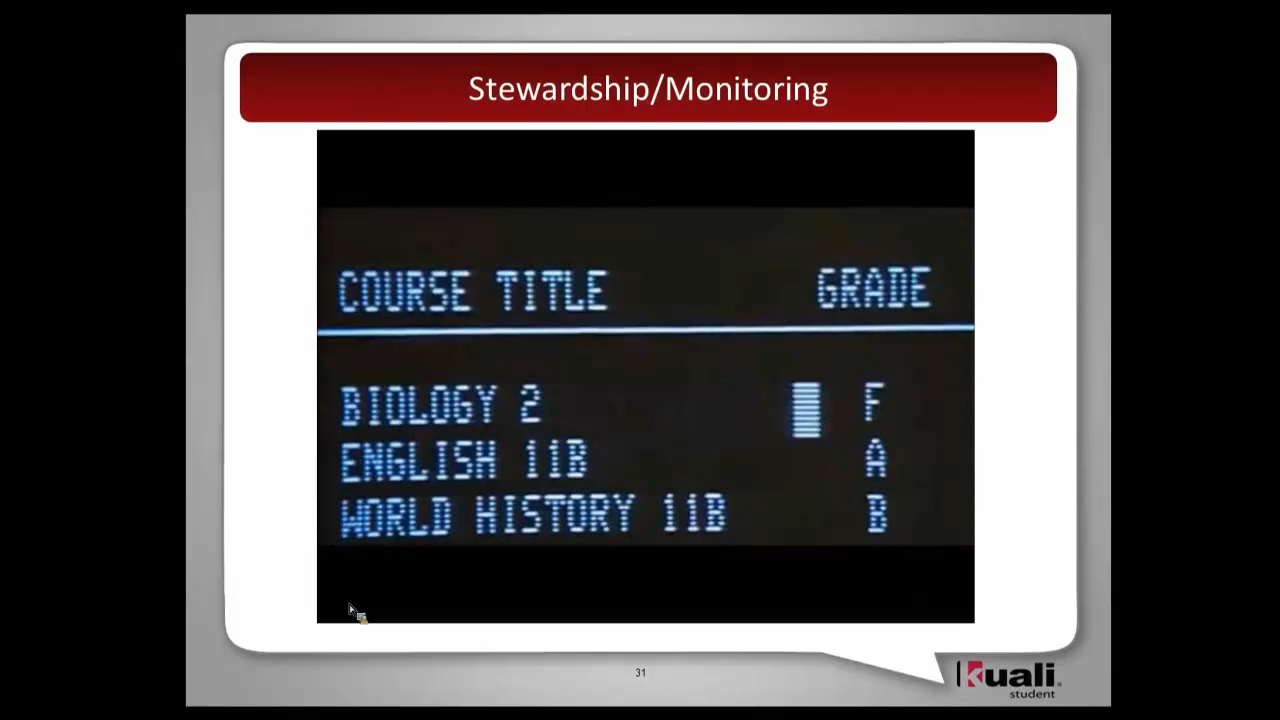 Stewardship/Monitoring
COURSE TITLE GRADE
BIOLOGY 2 F
ENGLISH 11B A
WORLD HISTORY 11B B
31
kuali
student